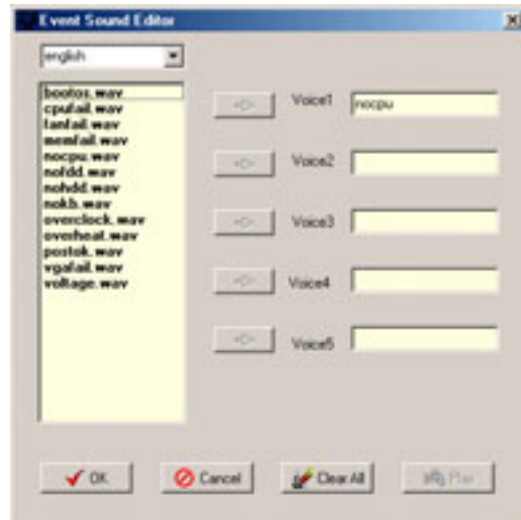 Event Sound Editor
english
bootos.wav
cpufail.wav
fanfail.wav
memfail.wav
nocpu.wav
nofdd.wav
nohdd.wav
nokb.wav
overclock.wav
overheat.wav
postok.wav
vgafail.wav
voltage.wav
Voice1 nocpu
Voice2
Voice3
Voice4
Voice5
OK Cancel Clear All Play